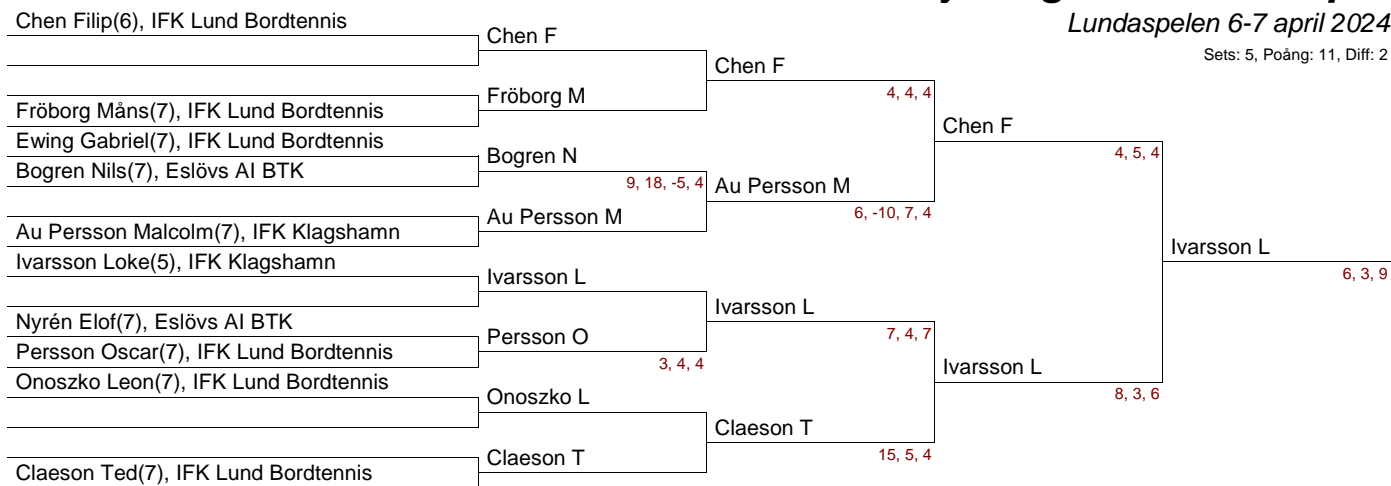 Lundaspelen 6-7 april 2024
Sets: 5, Poäng: 11, Diff: 2
Chen Filip(6), IFK Lund Bordtennis
Chen F
Chen F
Fröborg Måns(7), IFK Lund Bordtennis
Fröborg M
4, 4, 4
Chen F
Ewing Gabriel(7), IFK Lund Bordtennis
Bogren N
4, 5, 4
Bogren Nils(7), Eslövs AI BTK
9, 18, -5, 4
Au Persson M
Au Persson Malcolm(7), IFK Klagshamn
Au Persson M
6, -10, 7, 4
Ivarsson L
Ivarsson Loke(5), IFK Klagshamn
Ivarsson L
6, 3, 9
Ivarsson L
Nyrén Elof(7), Eslövs AI BTK
Persson O
7, 4, 7
Persson Oscar(7), IFK Lund Bordtennis
3, 4, 4
Ivarsson L
Onoszko Leon(7), IFK Lund Bordtennis
Onoszko L
8, 3, 6
Claeson T
Claeson Ted(7), IFK Lund Bordtennis
Claeson T
15, 5, 4